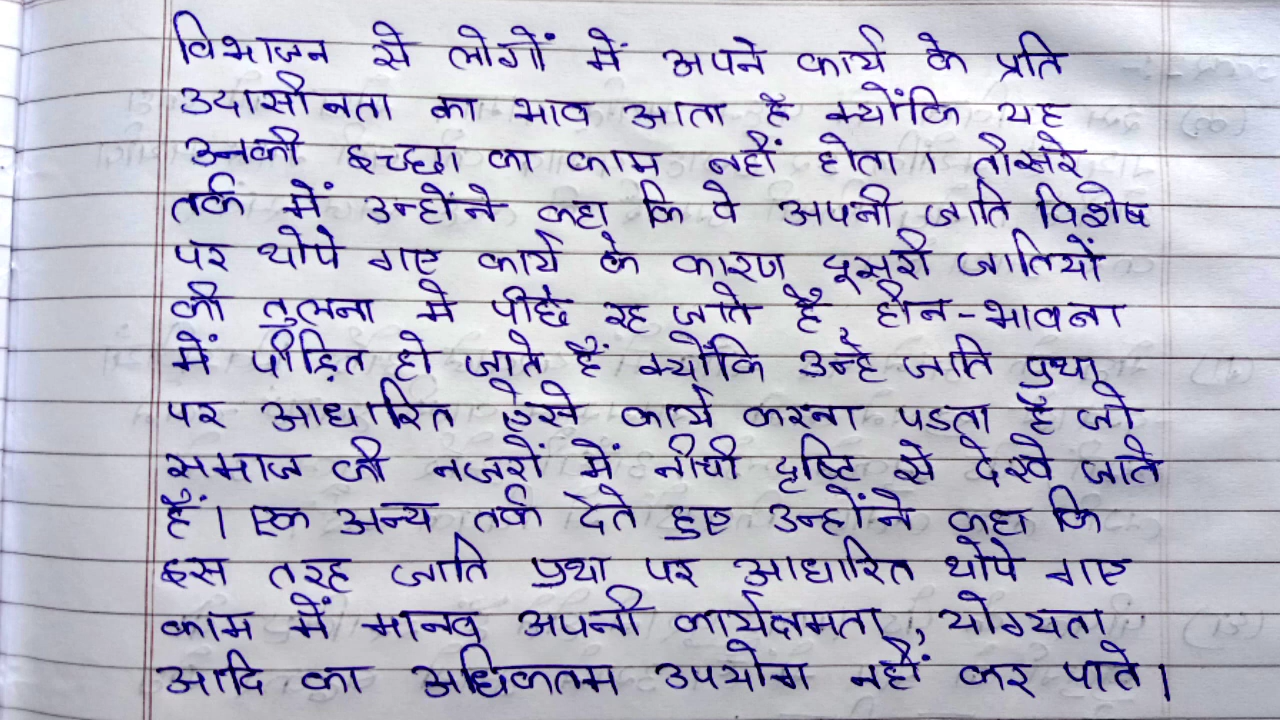 विभाजन से लोगों में अपने कार्य के प्रति
उदासीनता का भाव आता है क्योंकि यह
उनकी इच्छा का काम नहीं होता। तीसरे
तर्क में उन्होंने कहा कि वे अपनी जाति विशेष
पर थोपे गए कार्य के कारण दूसरी जातियों
की तुलना में पीछे रह जाते हैं, हीन-भावना
में पीड़ित हो जाते हैं क्योंकि उन्हे जाति प्रथा
पर आधारित ऐसे कार्य करना पडता है जो
समाज की नजरों में नीची दृष्टि से देखे जाते
हैं। एक अन्य तर्क देते हुए उन्होंने कहा कि
इस तरह जाति प्रथा पर आधारित थोपे गए
काम में मानव अपनी कार्यक्षमता, योग्यता
आदि का अधिकतम उपयोग नहीं कर पाते।